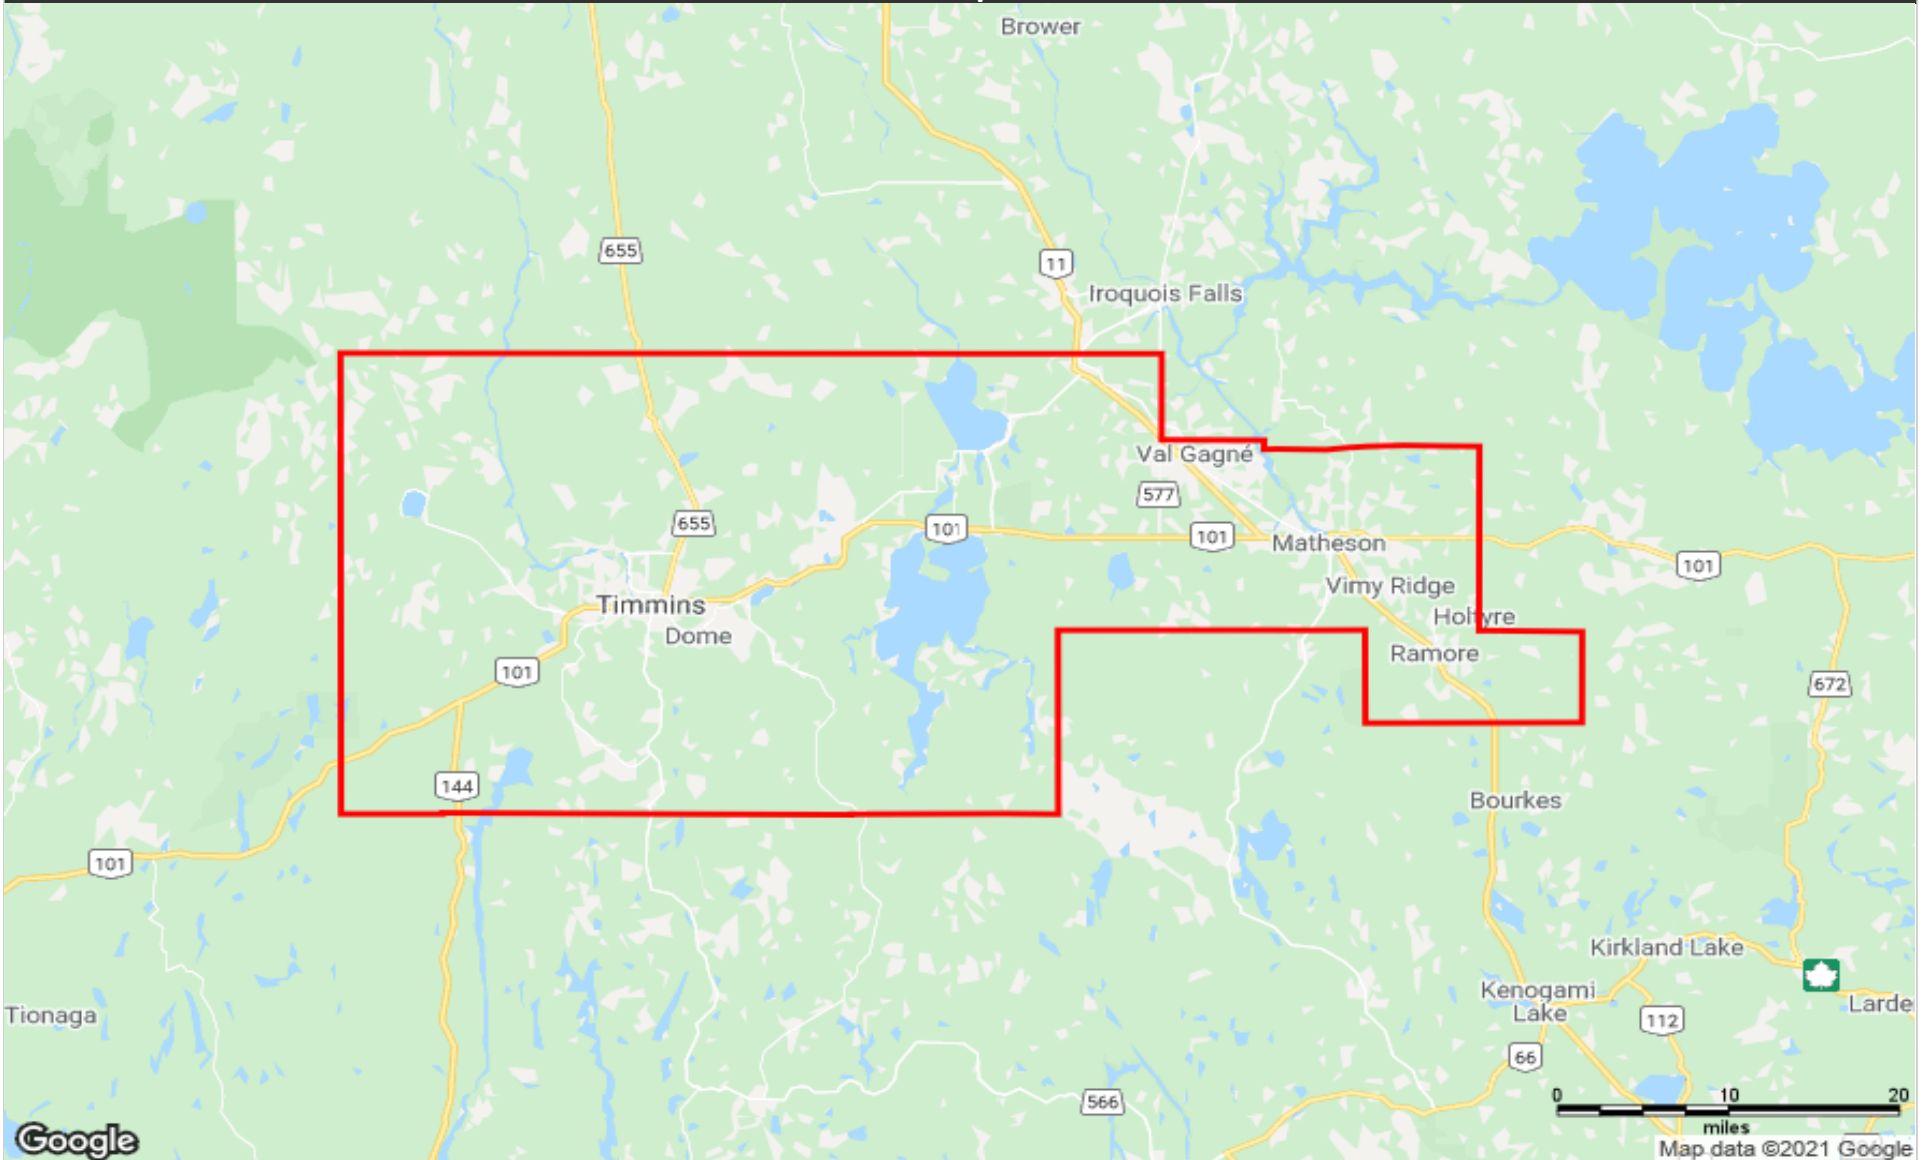 Brower
655
11
Iroquois Falls
Val Gagné
577
655
101
101
Matheson
101
Vimy Ridge
Timmins
Holtyre
Dome
Ramore
101
672
144
Bourkes
101
Kirkland Lake
Kenogami
Lake
Larde
Tionaga
112
66
566
0 10 20
miles
Google
Map data ©2021 Google